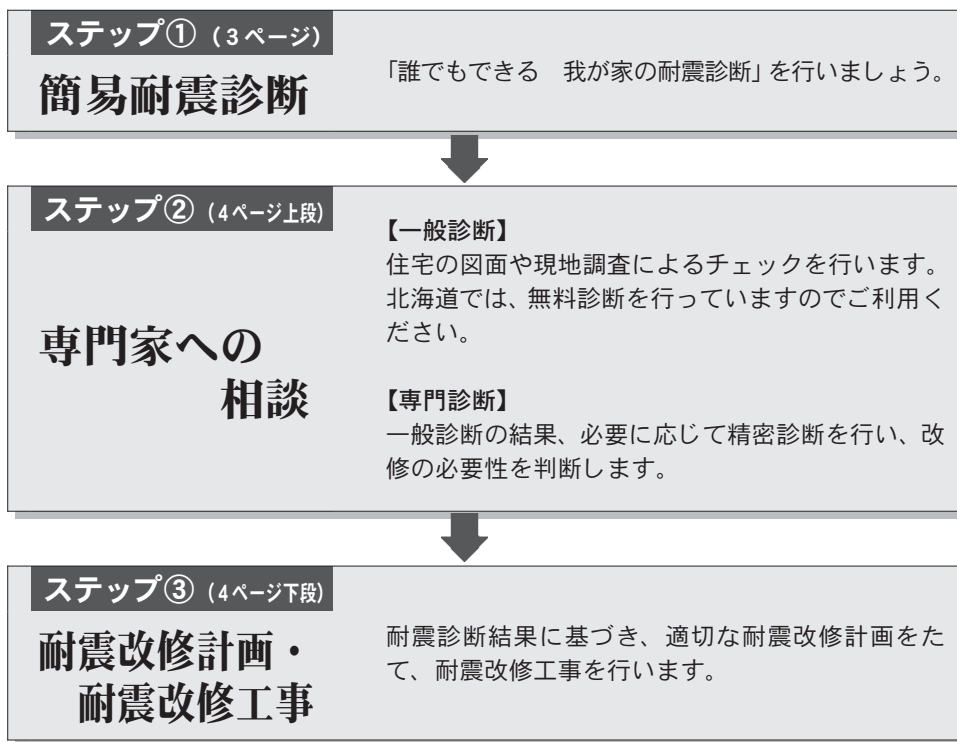 ステップ①（3ページ）
簡易耐震診断
「誰でもできる　我が家の耐震診断」を行いましょう。
ステップ②（4ページ上段）
専門家への
相談
【一般診断】
住宅の図面や現地調査によるチェックを行います。
北海道では、無料診断を行っていますのでご利用く
ださい。
【専門診断】
一般診断の結果、必要に応じて精密診断を行い、改
修の必要性を判断します。
ステップ③（4ページ下段）
耐震改修計画・
耐震改修工事
耐震診断結果に基づき、適切な耐震改修計画をた
て、耐震改修工事を行います。